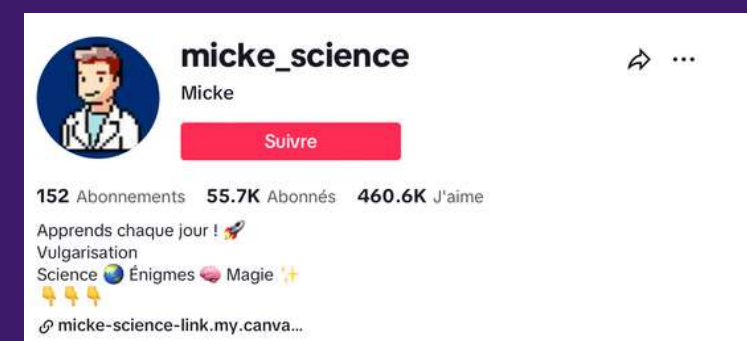 micke_science
Micke
Suivre
152 Abonnements 55.7K Abonnés 460.6K J'aime
Apprends chaque jour ! 🚀
Vulgarisation
Science 🌏 Énigmes 🧠 Magie ✨
👇👇👇
micke-science-link.my.canva...